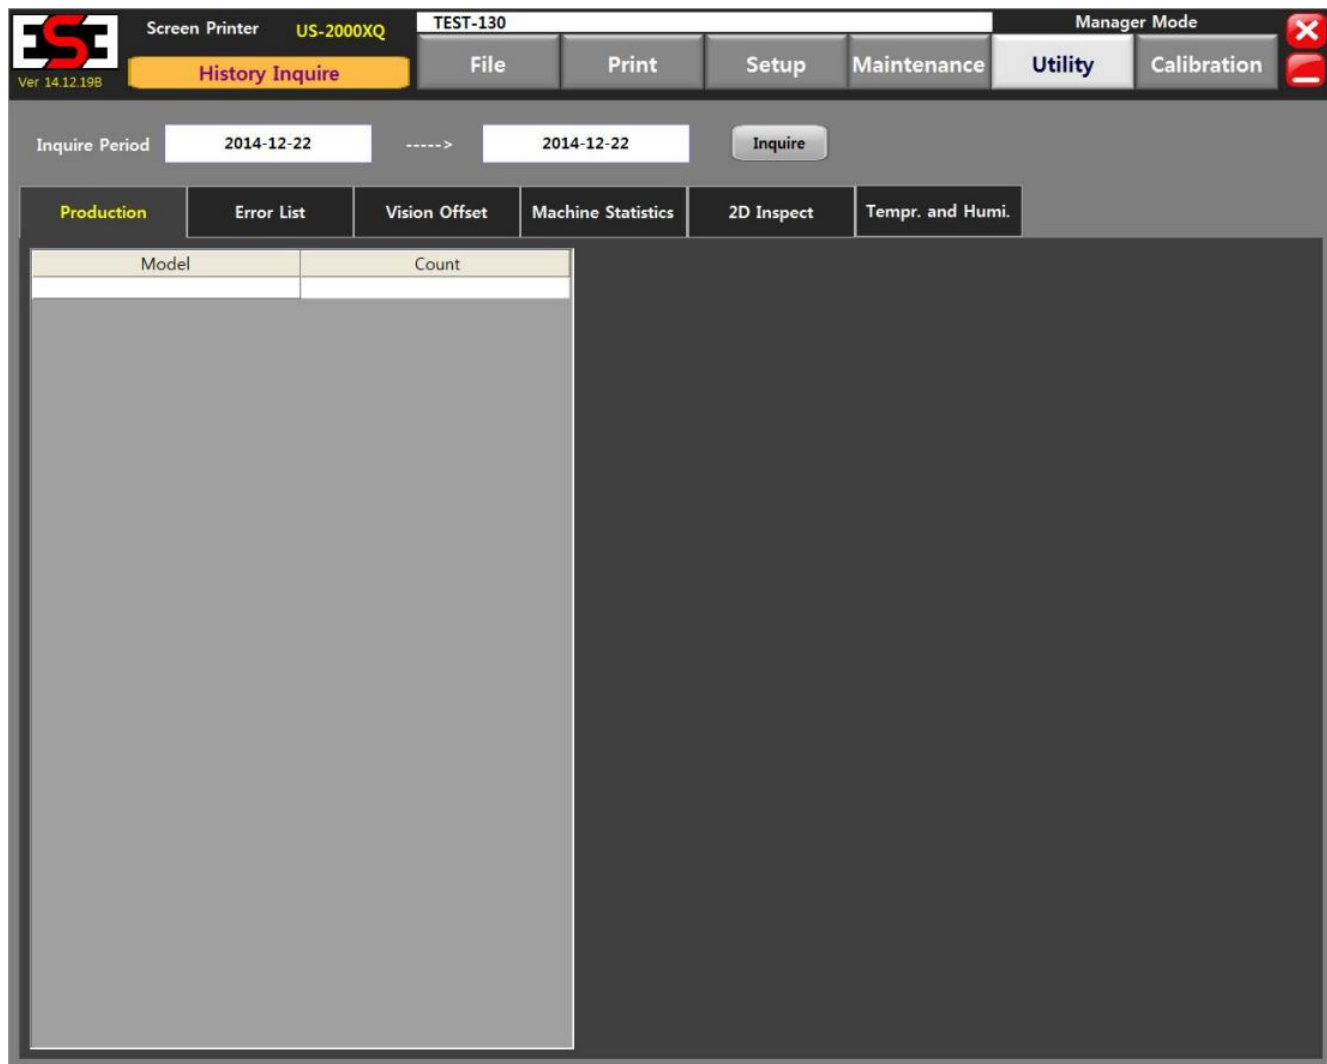 ESE
Screen Printer US-2000XQ
TEST-130
Manager Mode
Ver 14.12.19B
History Inquire
File Print Setup Maintenance Utility Calibration
Inquire Period 2014-12-22 -----> 2014-12-22 Inquire
Production Error List Vision Offset Machine Statistics 2D Inspect Tempr. and Humi.
Model Count